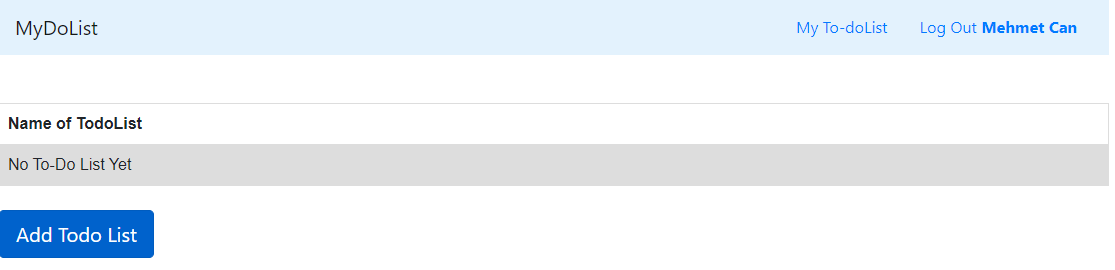 MyDoList My To-doList Log Out Mehmet Can
Name of TodoList
No To-Do List Yet
Add Todo List